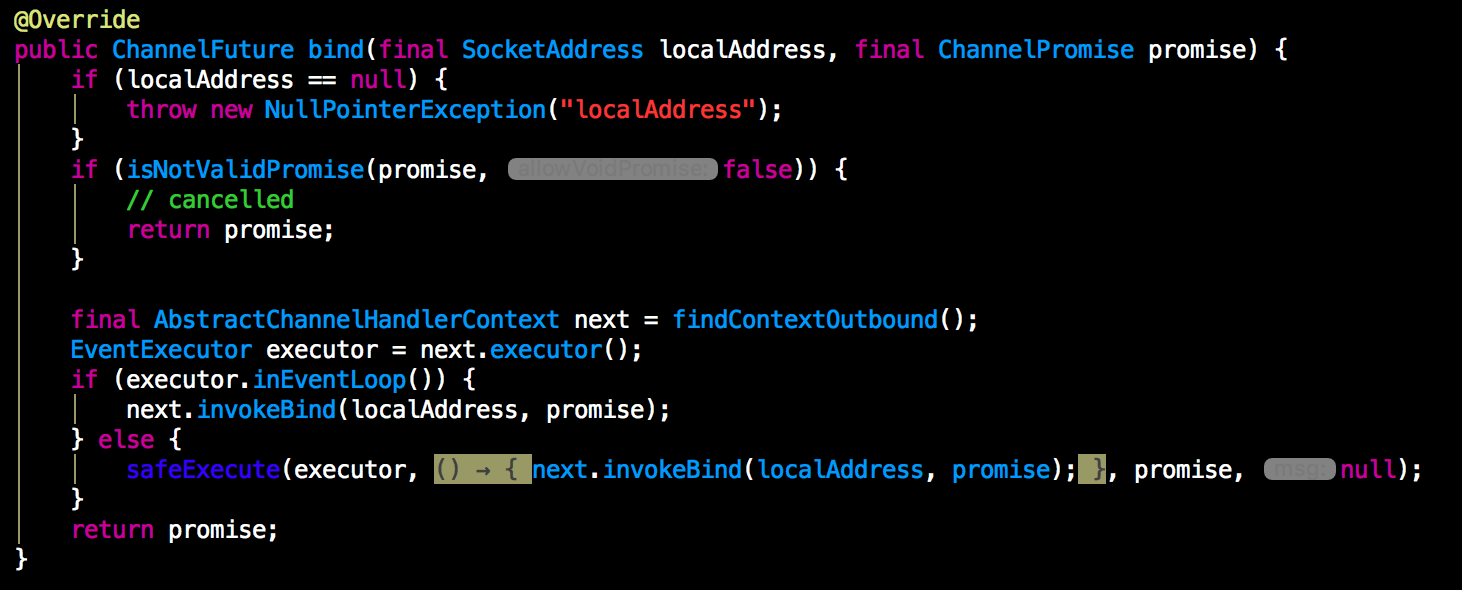 @Override
public ChannelFuture bind(final SocketAddress localAddress, final ChannelPromise promise) {
    if (localAddress == null) {
        throw new NullPointerException("localAddress");
    }
    if (isNotValidPromise(promise, allowVoidPromise: false)) {
        // cancelled
        return promise;
    }

    final AbstractChannelHandlerContext next = findContextOutbound();
    EventExecutor executor = next.executor();
    if (executor.inEventLoop()) {
        next.invokeBind(localAddress, promise);
    } else {
        safeExecute(executor, () → { next.invokeBind(localAddress, promise); }, promise, msg: null);
    }
    return promise;
}